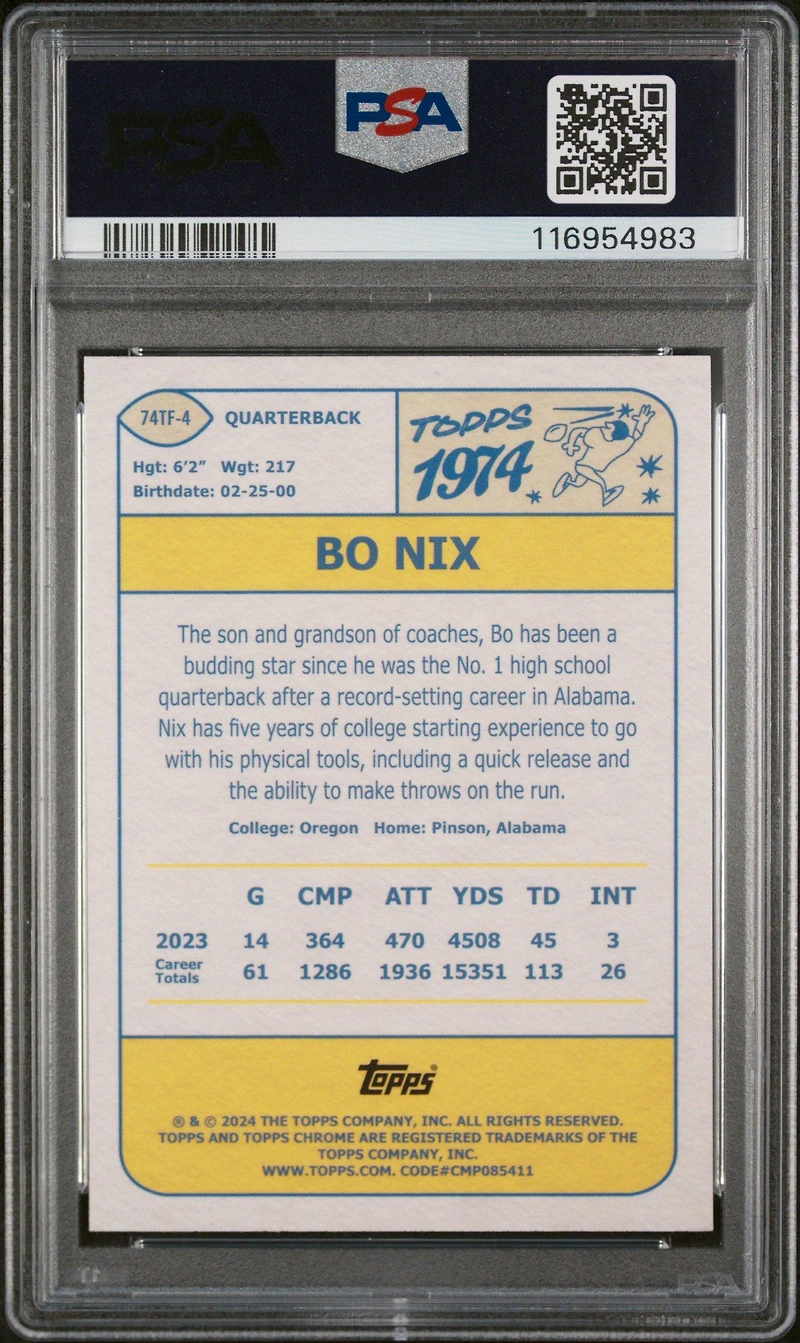 PSA
PSA
116954983
74TF-4 QUARTERBACK
Hgt: 6'2" Wgt: 217
Birthdate: 02-25-00
TOPPS
1974
BO NIX
The son and grandson of coaches, Bo has been a
budding star since he was the No. 1 high school
quarterback after a record-setting career in Alabama.
Nix has five years of college starting experience to go
with his physical tools, including a quick release and
the ability to make throws on the run.
College: Oregon Home: Pinson, Alabama
G CMP ATT YDS TD INT
2023 14 364 470 4508 45 3
Career
Totals 61 1286 1936 15351 113 26
topps®
® & © 2024 THE TOPPS COMPANY, INC. ALL RIGHTS RESERVED.
TOPPS AND TOPPS CHROME ARE REGISTERED TRADEMARKS OF THE
TOPPS COMPANY, INC.
WWW.TOPPS.COM. CODE#CMP085411
PSA